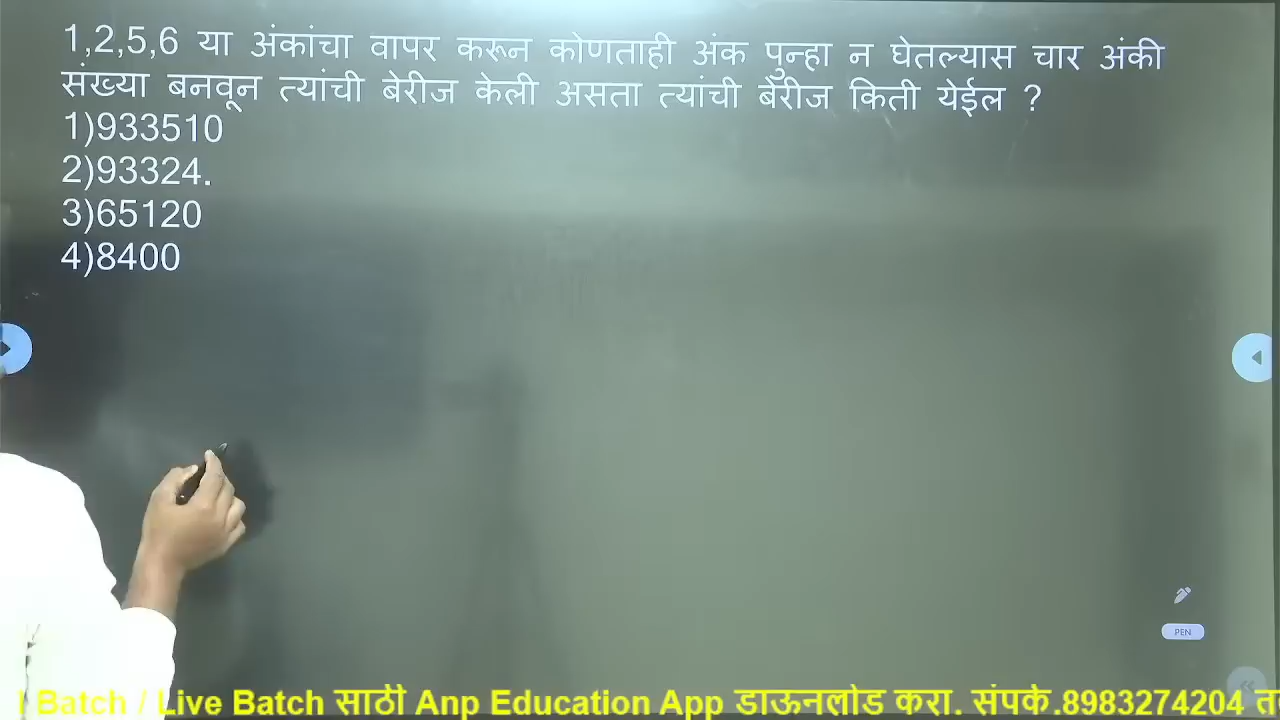 1,2,5,6 या अंकांचा वापर करून कोणताही अंक पुन्हा न घेतल्यास चार अंकी
संख्या बनवून त्यांची बेरीज केली असता त्यांची बेरीज किती येईल ?
1)933510
2)93324.
3)65120
4)8400
PEN
Batch / Live Batch साठी Anp Education App डाऊनलोड करा. संपर्क.8983274204